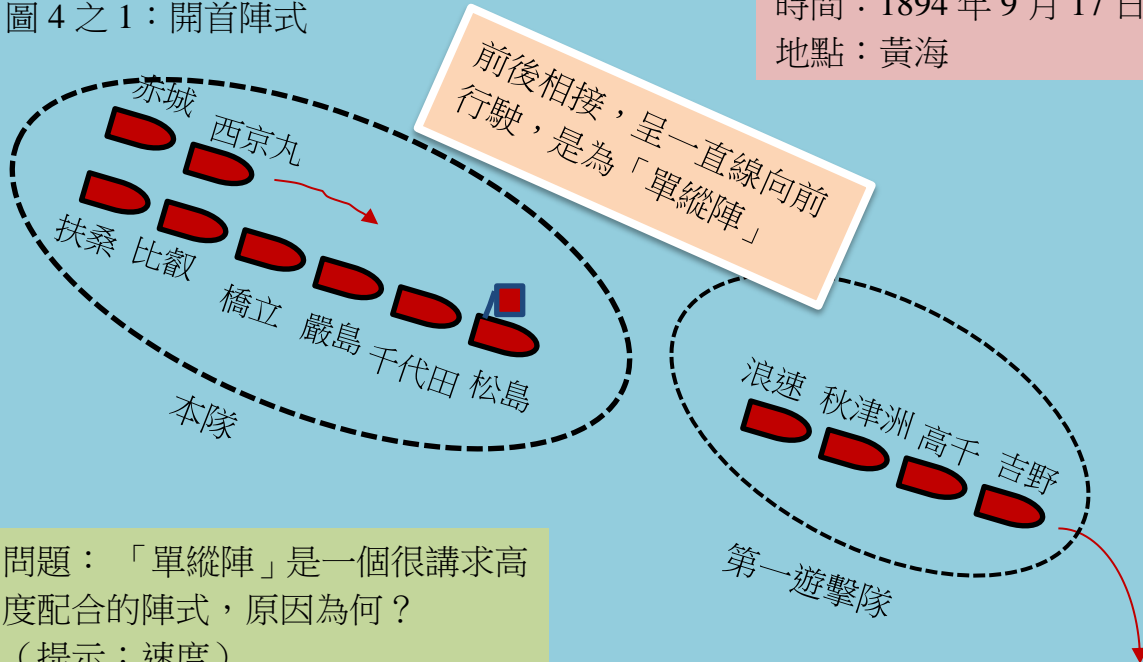 圖 4 之 1：開首陣式
時間：1894 年 9 月 17 日
地點：黃海
前後相接，呈一直線向前
行駛，是為「單縱陣」
赤城 西京丸
扶桑 比叡 橋立 嚴島 千代田 松島
本隊
浪速 秋津洲 高千 吉野
第一遊擊隊
問題： 「單縱陣」是一個很講求高
度配合的陣式，原因為何？
（提示：速度）